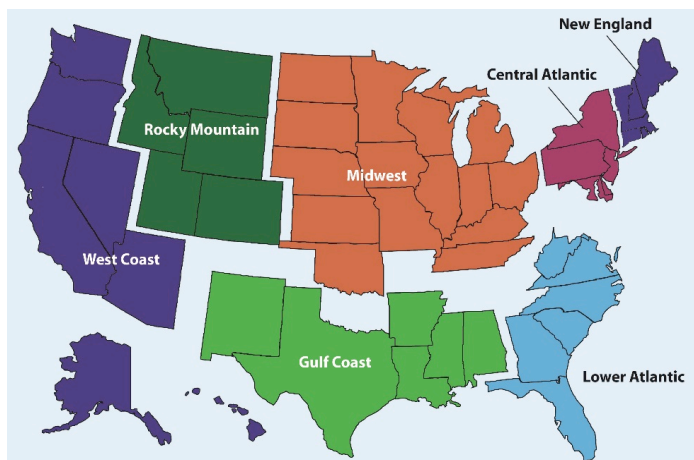 New England
Central Atlantic
Rocky Mountain
Midwest
West Coast
Gulf Coast
Lower Atlantic